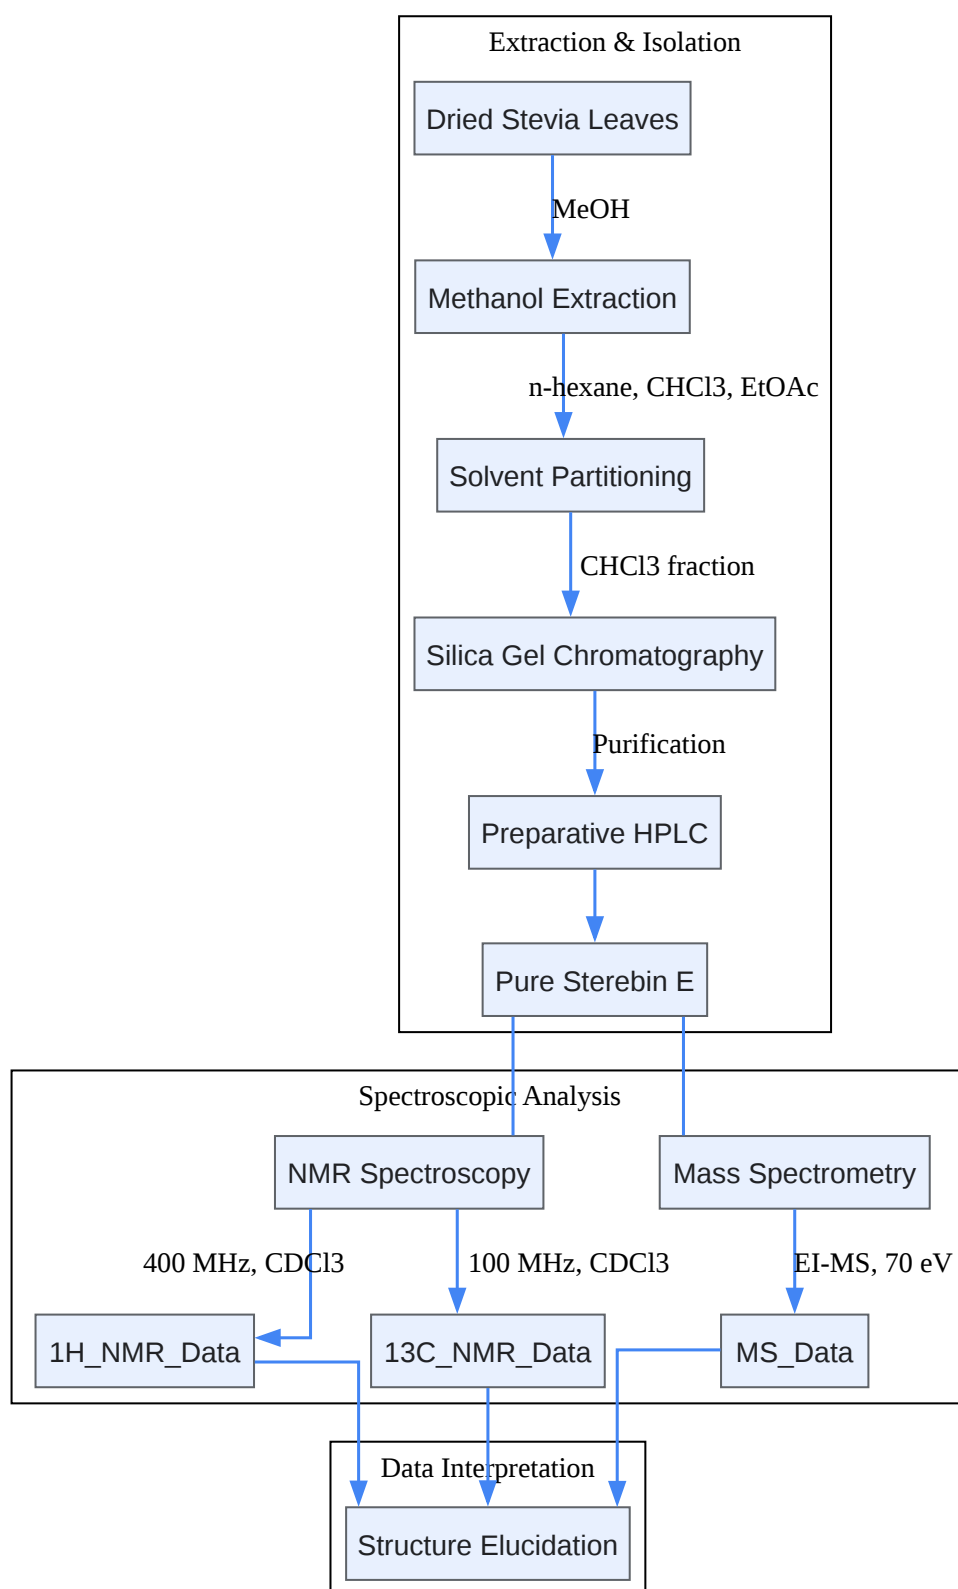 Extraction & Isolation
Dried Stevia Leaves
MeOH
Methanol Extraction
n-hexane, CHCl3, EtOAc
Solvent Partitioning
CHCl3 fraction
Silica Gel Chromatography
Purification
Preparative HPLC
Pure Sterebin E
Spectroscopic Analysis
NMR Spectroscopy
Mass Spectrometry
400 MHz, CDCl3
100 MHz, CDCl3
EI-MS, 70 eV
1H_NMR_Data
13C_NMR_Data
MS_Data
Data Interpretation
Structure Elucidation